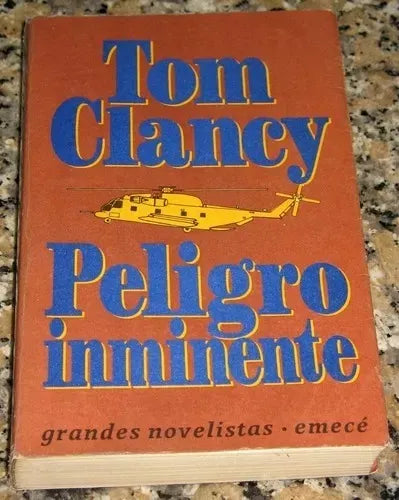 Tom
Clancy
Peligro
inminente
grandes novelistas · emecé